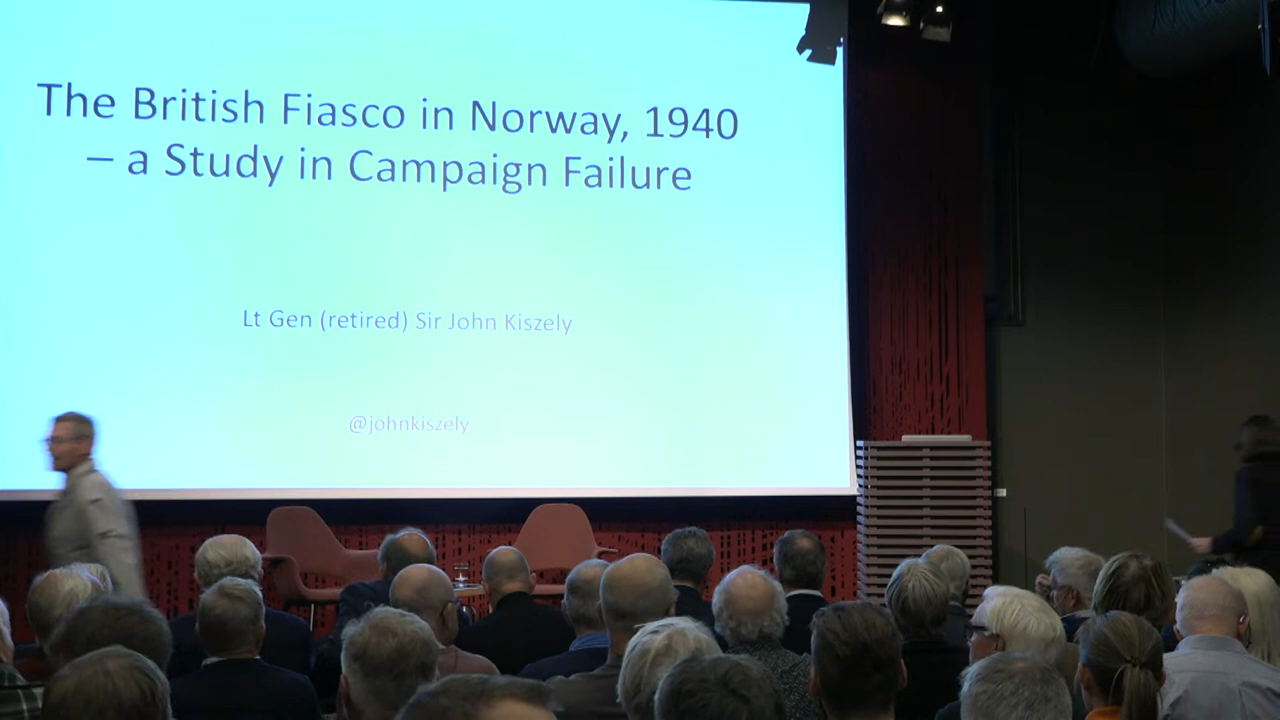 The British Fiasco in Norway, 1940
– a Study in Campaign Failure
Lt Gen (retired) Sir John Kiszely
@johnkiszely